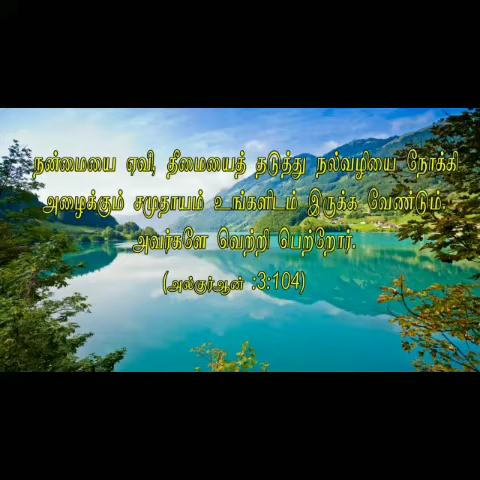 நன்மையை ஏவி, தீமையைத் தடுத்து நல்வழியை நோக்கி
அழைக்கும் சமுதாயம் உங்களிடம் இருக்க வேண்டும்.
அவர்களே வெற்றி பெற்றோர்.
(அல்குர்ஆன் :3:104)